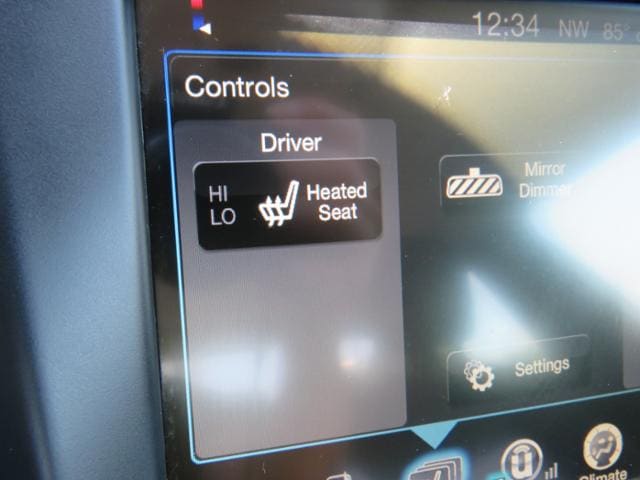 12:34 NW 85°
Controls
Driver
HI
LO
Heated
Seat
Mirror
Dimmer
Settings
Climate